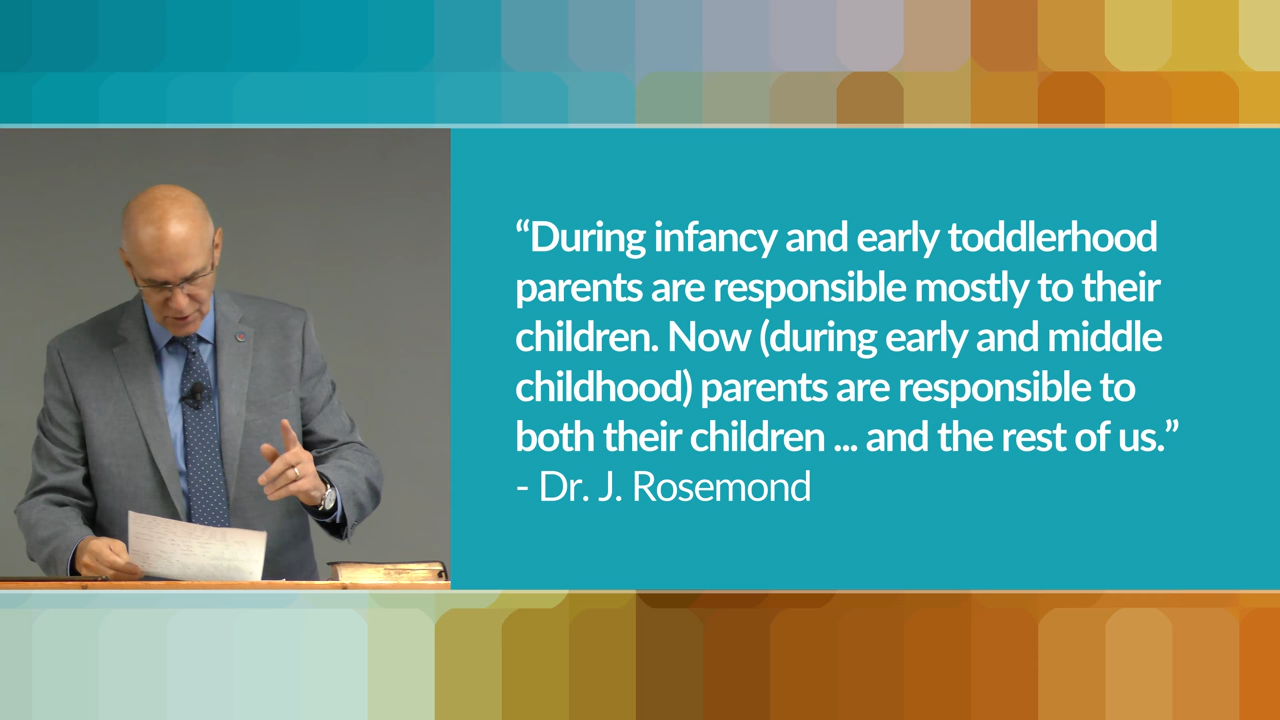 “During infancy and early toddlerhood
parents are responsible mostly to their
children. Now (during early and middle
childhood) parents are responsible to
both their children ... and the rest of us.”
- Dr. J. Rosemond